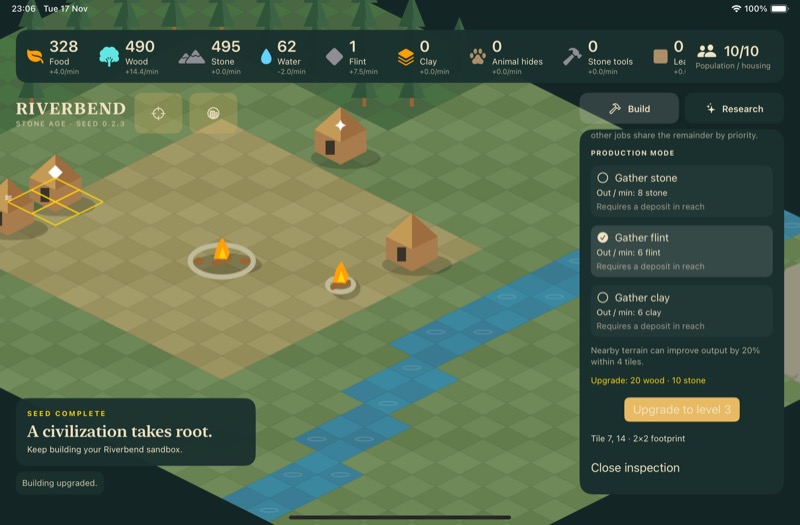 23:06 Tue 17 Nov
100%
328
Food
+4.0/min
490
Wood
+14.4/min
495
Stone
+0.0/min
62
Water
-2.0/min
1
Flint
+7.5/min
0
Clay
+0.0/min
0
Animal hides
+0.0/min
0
Stone tools
+0.0/min
0
Lea
+0.
10/10
Population / housing
RIVERBEND
STONE AGE · SEED 0.2.3
Build
Research
other jobs share the remainder by priority.
PRODUCTION MODE
Gather stone
Out / min: 8 stone
Requires a deposit in reach
Gather flint
Out / min: 6 flint
Requires a deposit in reach
Gather clay
Out / min: 6 clay
Requires a deposit in reach
Nearby terrain can improve output by 20%
within 4 tiles.
Upgrade: 20 wood · 10 stone
Upgrade to level 3
Tile 7, 14 · 2×2 footprint
Close inspection
SEED COMPLETE
A civilization takes root.
Keep building your Riverbend sandbox.
Building upgraded.